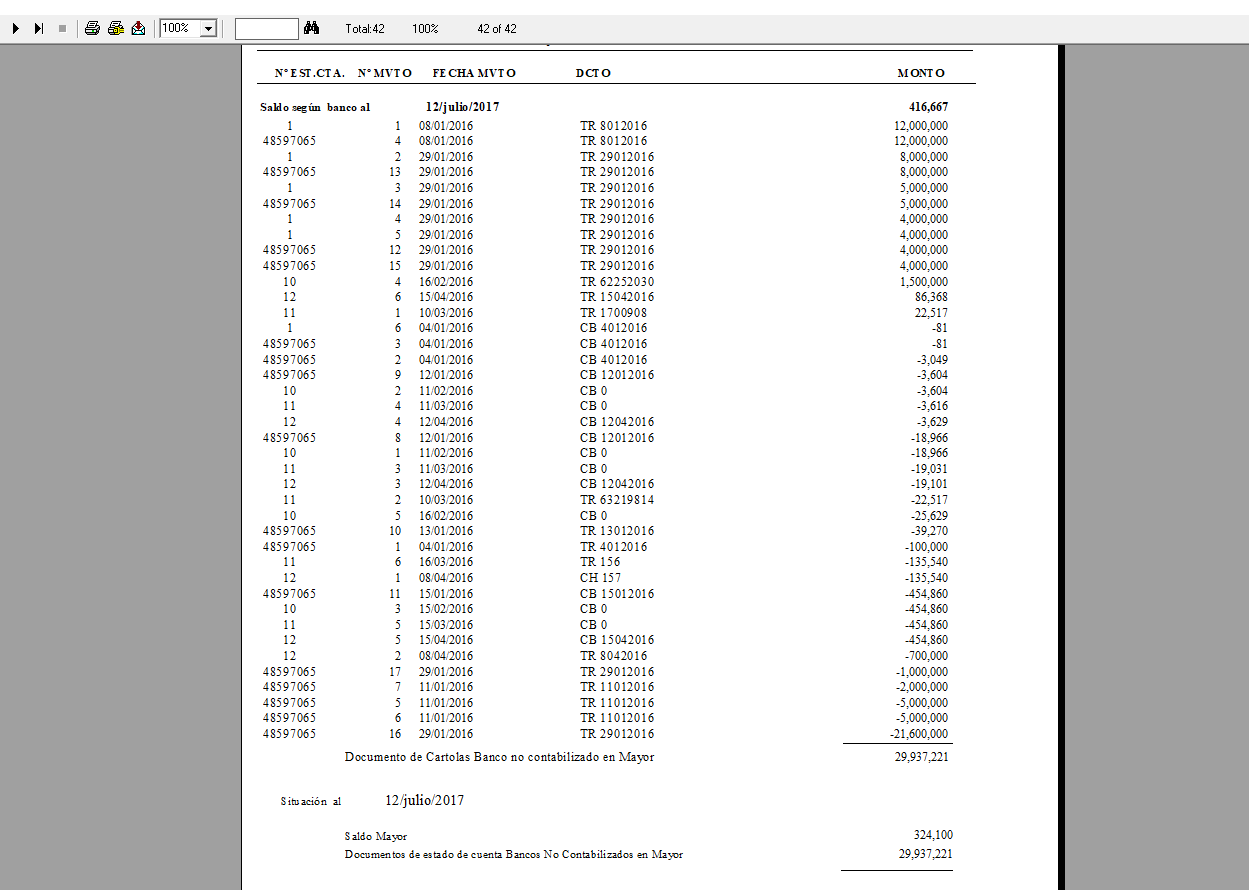 100% Total:42 100% 42 of 42
N° EST.CTA. N° MVTO FECHA MVTO DCTO MONTO
Saldo según banco al 12/julio/2017 416,667
1 1 08/01/2016 TR 8012016 12,000,000
48597065 4 08/01/2016 TR 8012016 12,000,000
1 2 29/01/2016 TR 29012016 8,000,000
48597065 13 29/01/2016 TR 29012016 8,000,000
1 3 29/01/2016 TR 29012016 5,000,000
48597065 14 29/01/2016 TR 29012016 5,000,000
1 4 29/01/2016 TR 29012016 4,000,000
1 5 29/01/2016 TR 29012016 4,000,000
48597065 12 29/01/2016 TR 29012016 4,000,000
48597065 15 29/01/2016 TR 29012016 4,000,000
10 4 16/02/2016 TR 62252030 1,500,000
12 6 15/04/2016 TR 15042016 86,368
11 1 10/03/2016 TR 1700908 22,517
1 6 04/01/2016 CB 4012016 -81
48597065 3 04/01/2016 CB 4012016 -81
48597065 2 04/01/2016 CB 4012016 -3,049
48597065 9 12/01/2016 CB 12012016 -3,604
10 2 11/02/2016 CB 0 -3,604
11 4 11/03/2016 CB 0 -3,616
12 4 12/04/2016 CB 12042016 -3,629
48597065 8 12/01/2016 CB 12012016 -18,966
10 1 11/02/2016 CB 0 -18,966
11 3 11/03/2016 CB 0 -19,031
12 3 12/04/2016 CB 12042016 -19,101
11 2 10/03/2016 TR 63219814 -22,517
10 5 16/02/2016 CB 0 -25,629
48597065 10 13/01/2016 TR 13012016 -39,270
48597065 1 04/01/2016 TR 4012016 -100,000
11 6 16/03/2016 TR 156 -135,540
12 1 08/04/2016 CH 157 -135,540
48597065 11 15/01/2016 CB 15012016 -454,860
10 3 15/02/2016 CB 0 -454,860
11 5 15/03/2016 CB 0 -454,860
12 5 15/04/2016 CB 15042016 -454,860
12 2 08/04/2016 TR 8042016 -700,000
48597065 17 29/01/2016 TR 29012016 -1,000,000
48597065 7 11/01/2016 TR 11012016 -2,000,000
48597065 5 11/01/2016 TR 11012016 -5,000,000
48597065 6 11/01/2016 TR 11012016 -5,000,000
48597065 16 29/01/2016 TR 29012016 -21,600,000
Documento de Cartolas Banco no contabilizado en Mayor 29,937,221
Situación al 12/julio/2017
Saldo Mayor 324,100
Documentos de estado de cuenta Bancos No Contabilizados en Mayor 29,937,221